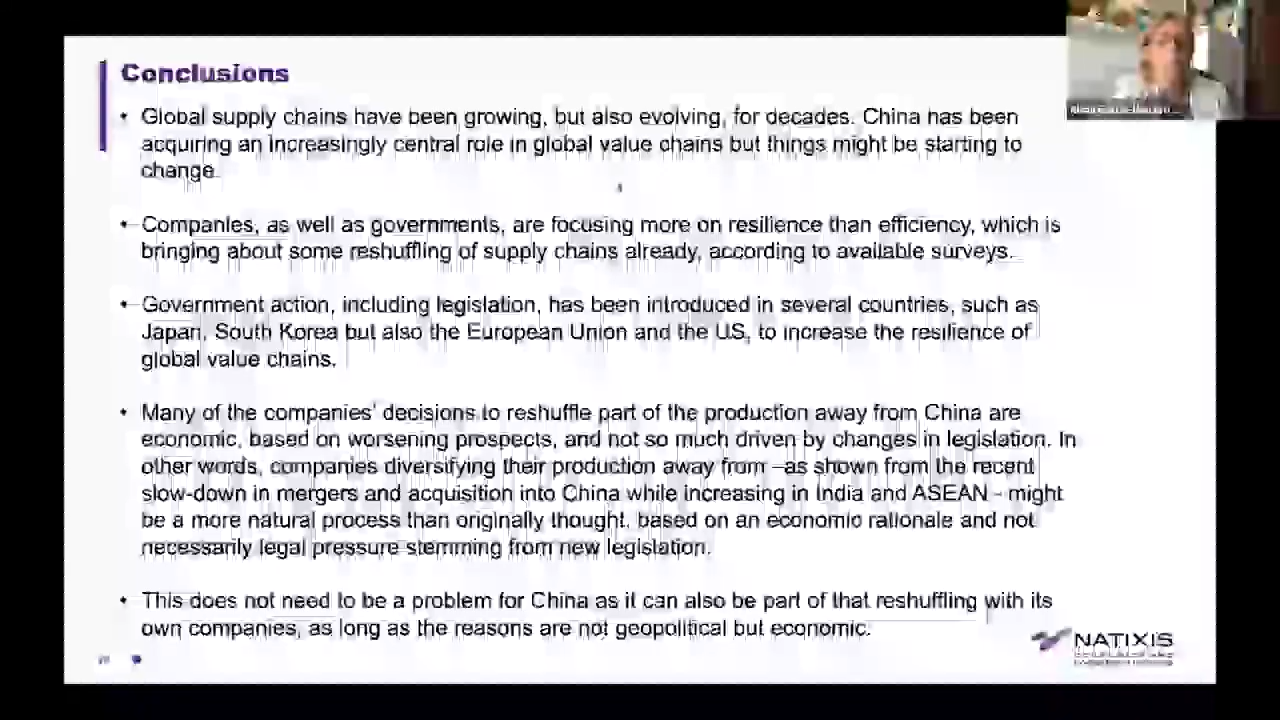 Conclusions
• Global supply chains have been growing, but also evolving, for decades. China has been
acquiring an increasingly central role in global value chains but things might be starting to
change.
• Companies, as well as governments, are focusing more on resilience than efficiency, which is
bringing about some reshuffling of supply chains already, according to available surveys.
• Government action, including legislation, has been introduced in several countries, such as
Japan, South Korea but also the European Union and the US, to increase the resilience of
global value chains.
• Many of the companies' decisions to reshuffle part of the production away from China are
economic, based on worsening prospects, and not so much driven by changes in legislation. In
other words, companies diversifying their production away from –as shown from the recent
slow-down in mergers and acquisition into China while increasing in India and ASEAN - might
be a more natural process than originally thought, based on an economic rationale and not
necessarily legal pressure stemming from new legislation.
• This does not need to be a problem for China as it can also be part of that reshuffling with its
own companies, as long as the reasons are not geopolitical but economic.
NATIXIS